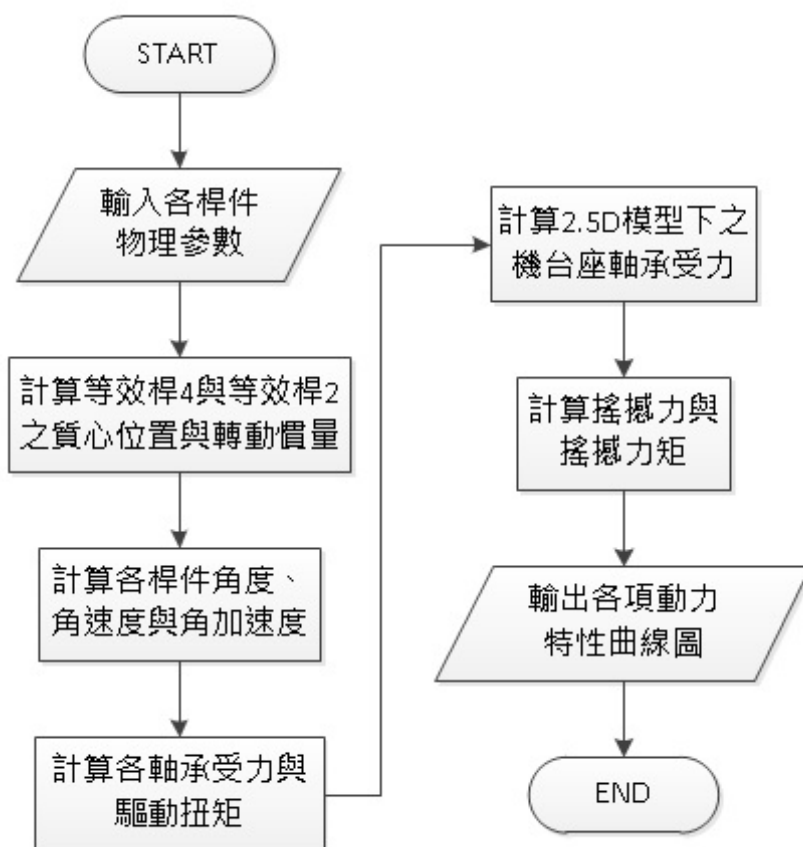 START
輸入各桿件
物理參數
計算等效桿4與等效桿2
之質心位置與轉動慣量
計算各桿件角度、
角速度與角加速度
計算各軸承受力與
驅動扭矩
計算2.5D模型下之
機台座軸承受力
計算搖撼力與
搖撼力矩
輸出各項動力
特性曲線圖
END